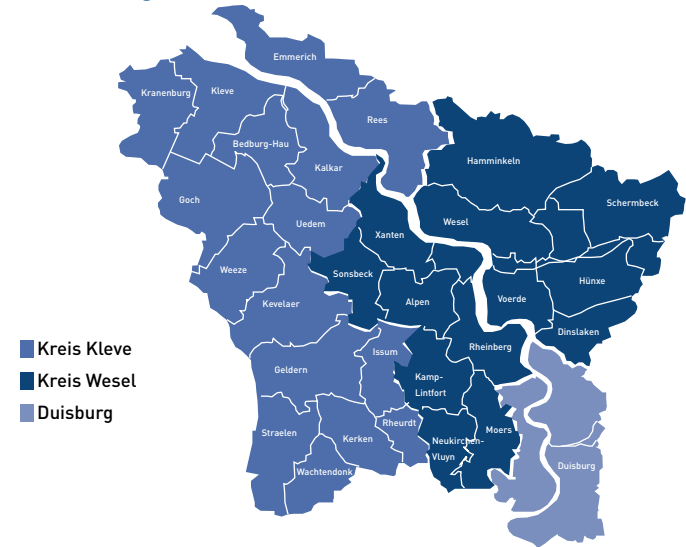 Emmerich
Kranenburg
Kleve
Rees
Bedburg-Hau
Hamminkeln
Kalkar
Goch
Schermbeck
Uedem
Wesel
Xanten
Weeze
Sonsbeck
Hünxe
Kevelaer
Alpen
Voerde
Dinslaken
Kreis Kleve
Issum
Rheinberg
Geldern
Kamp-
Lintfort
Kreis Wesel
Duisburg
Rheurdt
Straelen
Kerken
Moers
Neukirchen-
Vluyn
Wachtendonk
Duisburg